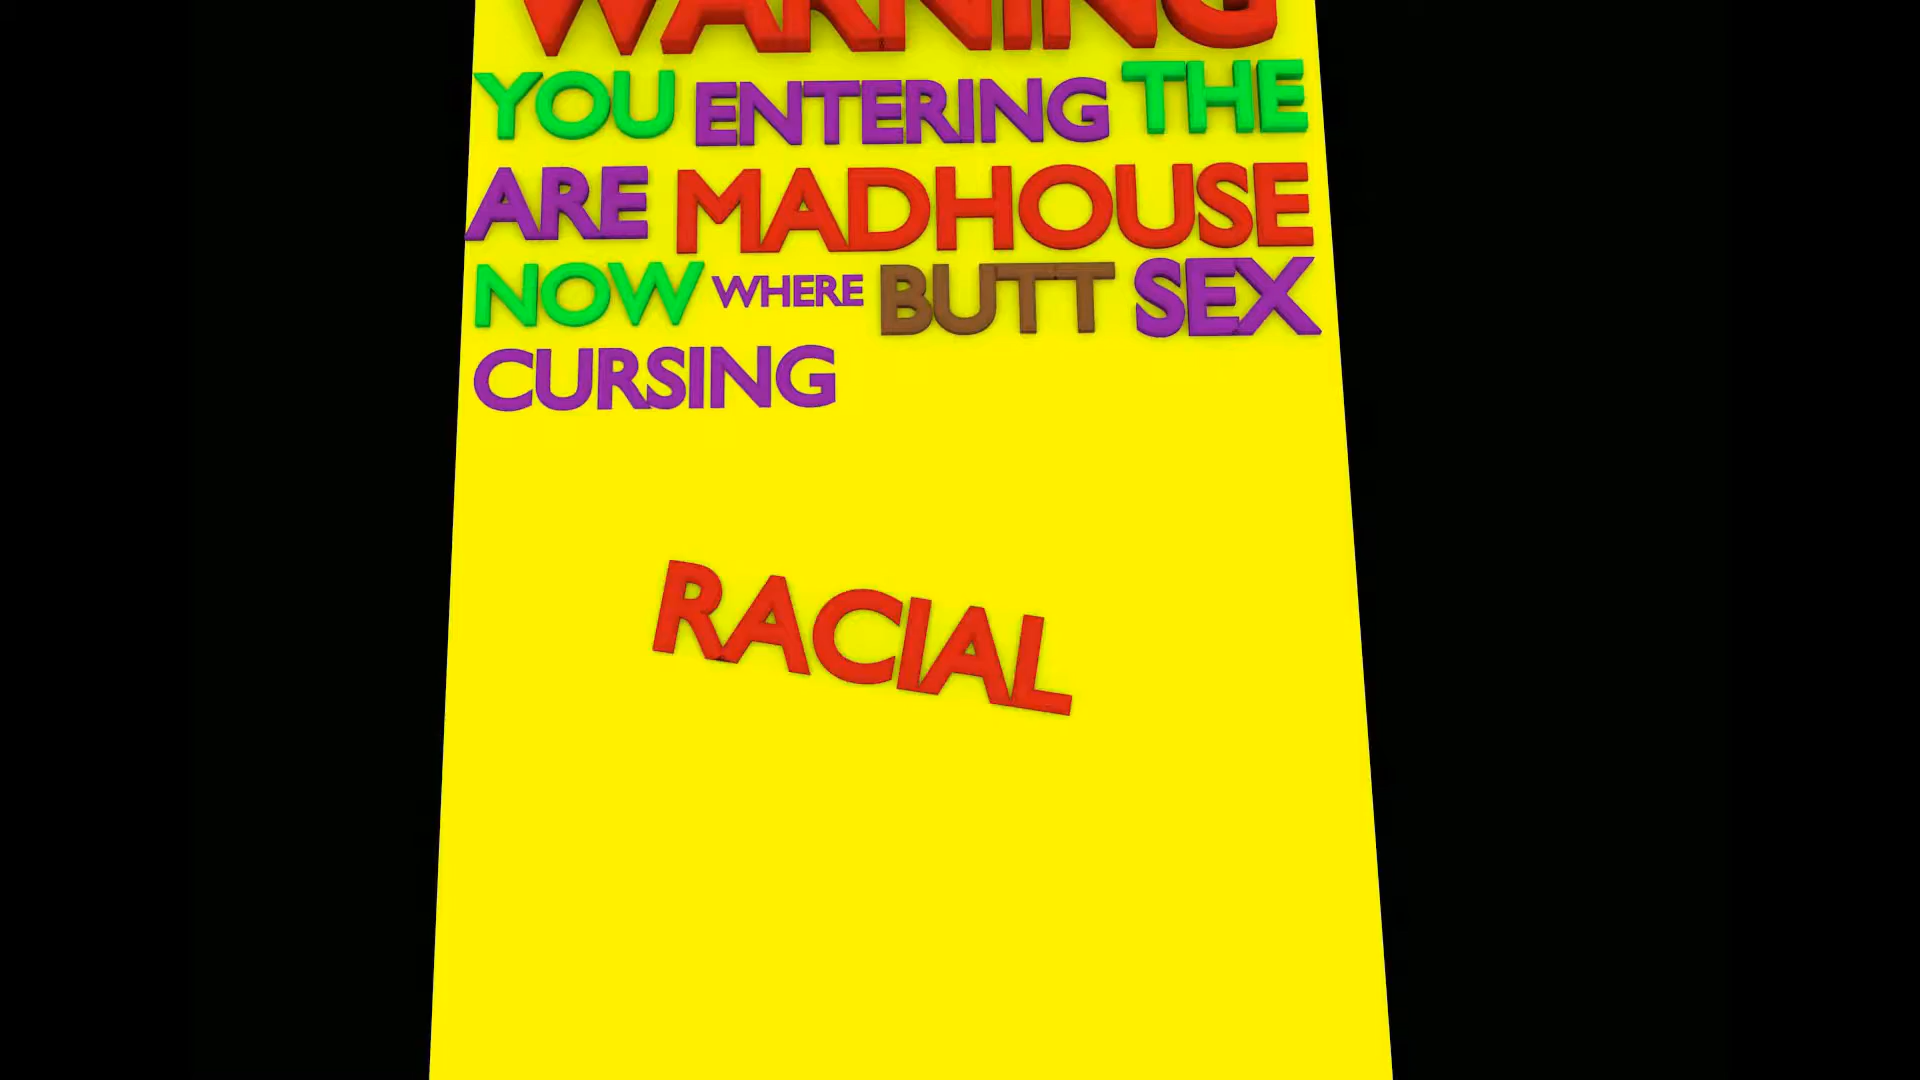 WARNING
YOU ENTERING THE
ARE MADHOUSE
NOW WHERE BUTT SEX
CURSING
RACIAL